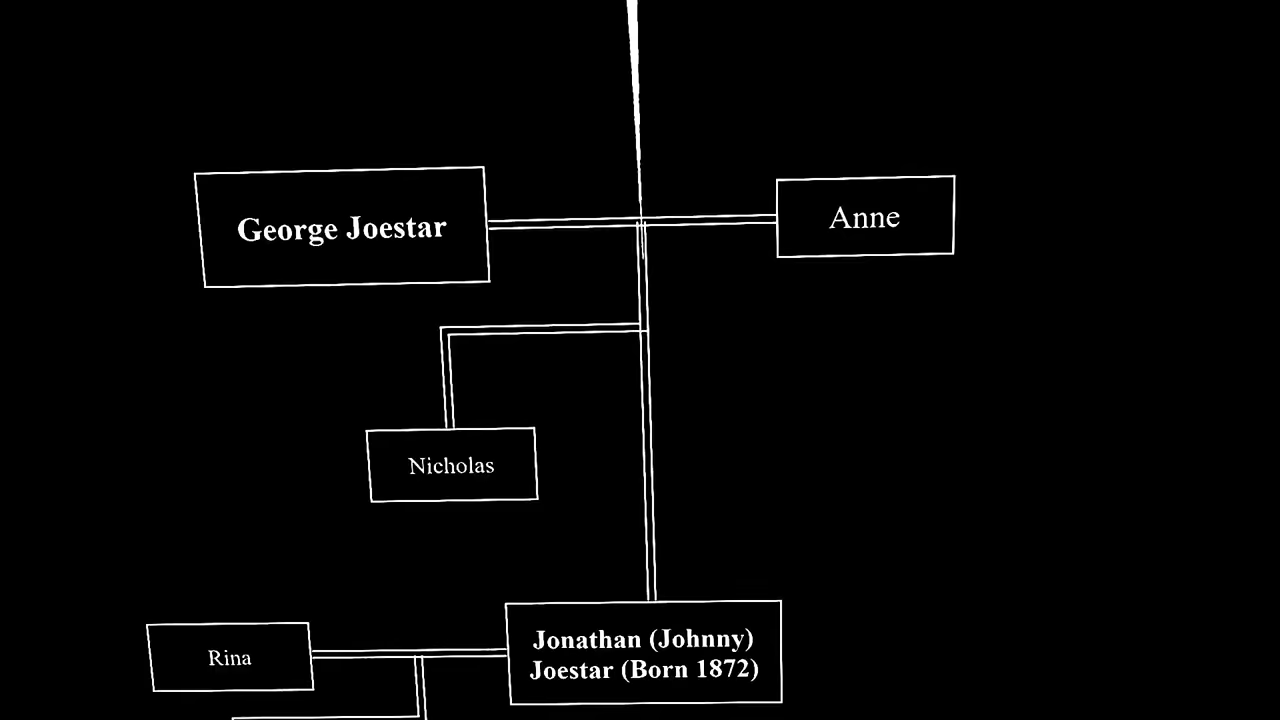 George Joestar
Anne
Nicholas
Rina
Jonathan (Johnny)
Joestar (Born 1872)